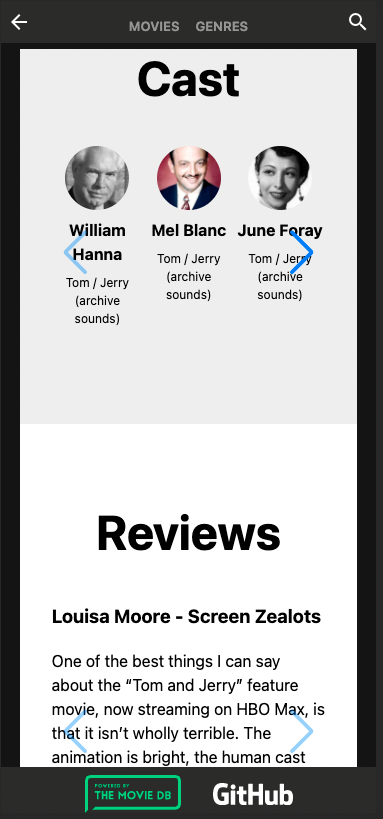 MOVIES GENRES
Cast
William
Hanna
Tom / Jerry
(archive
sounds)
Mel Blanc
Tom / Jerry
(archive
sounds)
June Foray
Tom / Jerry
(archive
sounds)
Reviews
Louisa Moore - Screen Zealots
One of the best things I can say
about the “Tom and Jerry” feature
movie, now streaming on HBO Max, is
that it isn’t wholly terrible. The
animation is bright, the human cast
POWERED BY
THE MOVIE DB
GitHub